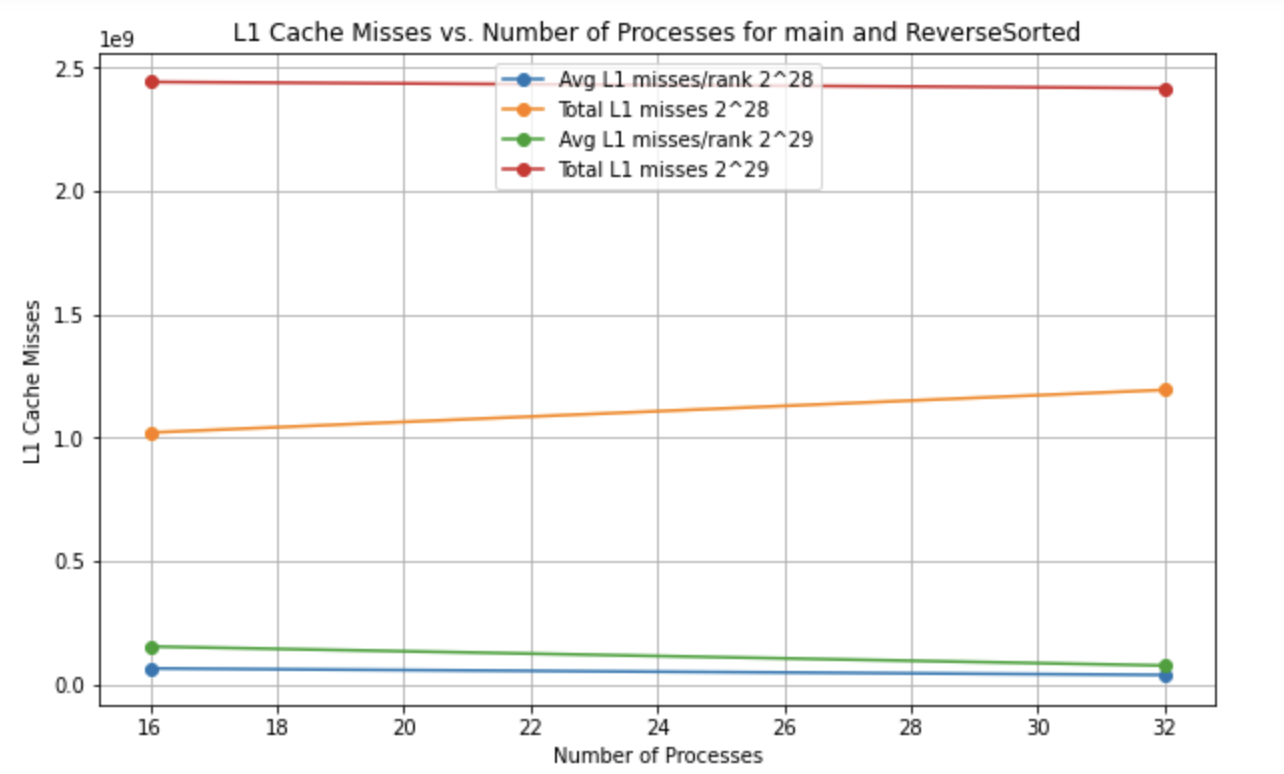 L1 Cache Misses vs. Number of Processes for main and ReverseSorted
1e9
2.5
2.0
1.5
1.0
0.5
0.0
L1 Cache Misses
Avg L1 misses/rank 2^28
Total L1 misses 2^28
Avg L1 misses/rank 2^29
Total L1 misses 2^29
16 18 20 22 24 26 28 30 32
Number of Processes